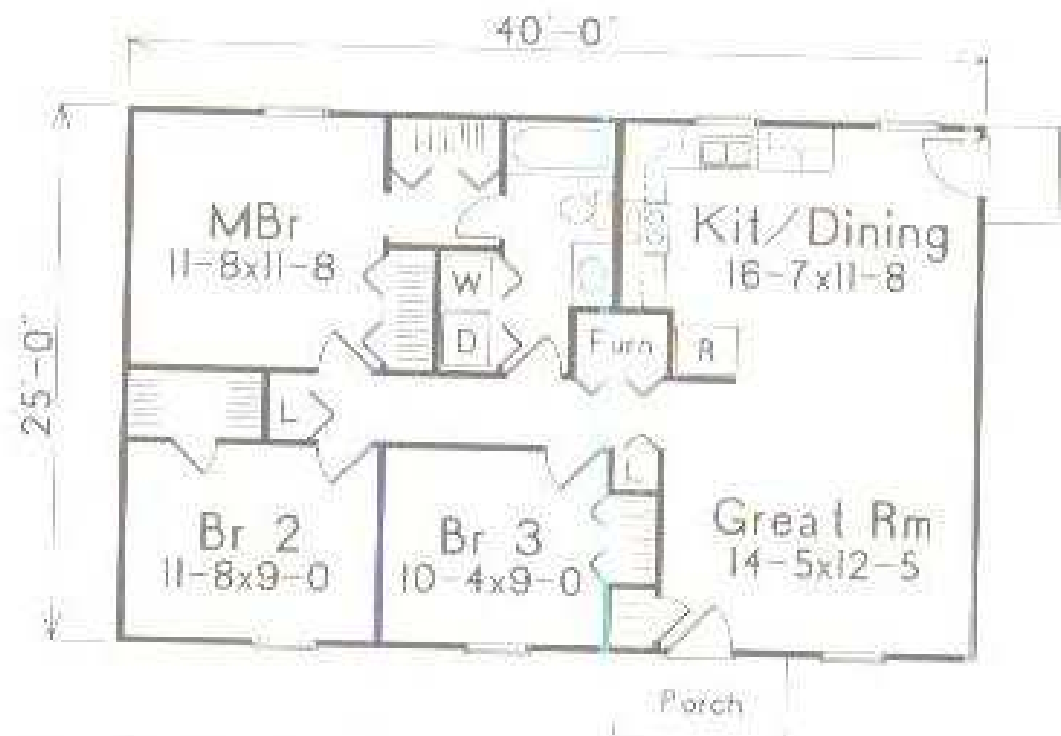 40'-0"
MBr
11-8x11-8
Kit/Dining
16-7x11-8
W
D
Furn
R
L
25'-0"
L
Br 2
11-8x9-0
Br 3
10-4x9-0
Great Rm
14-5x12-5
Porch